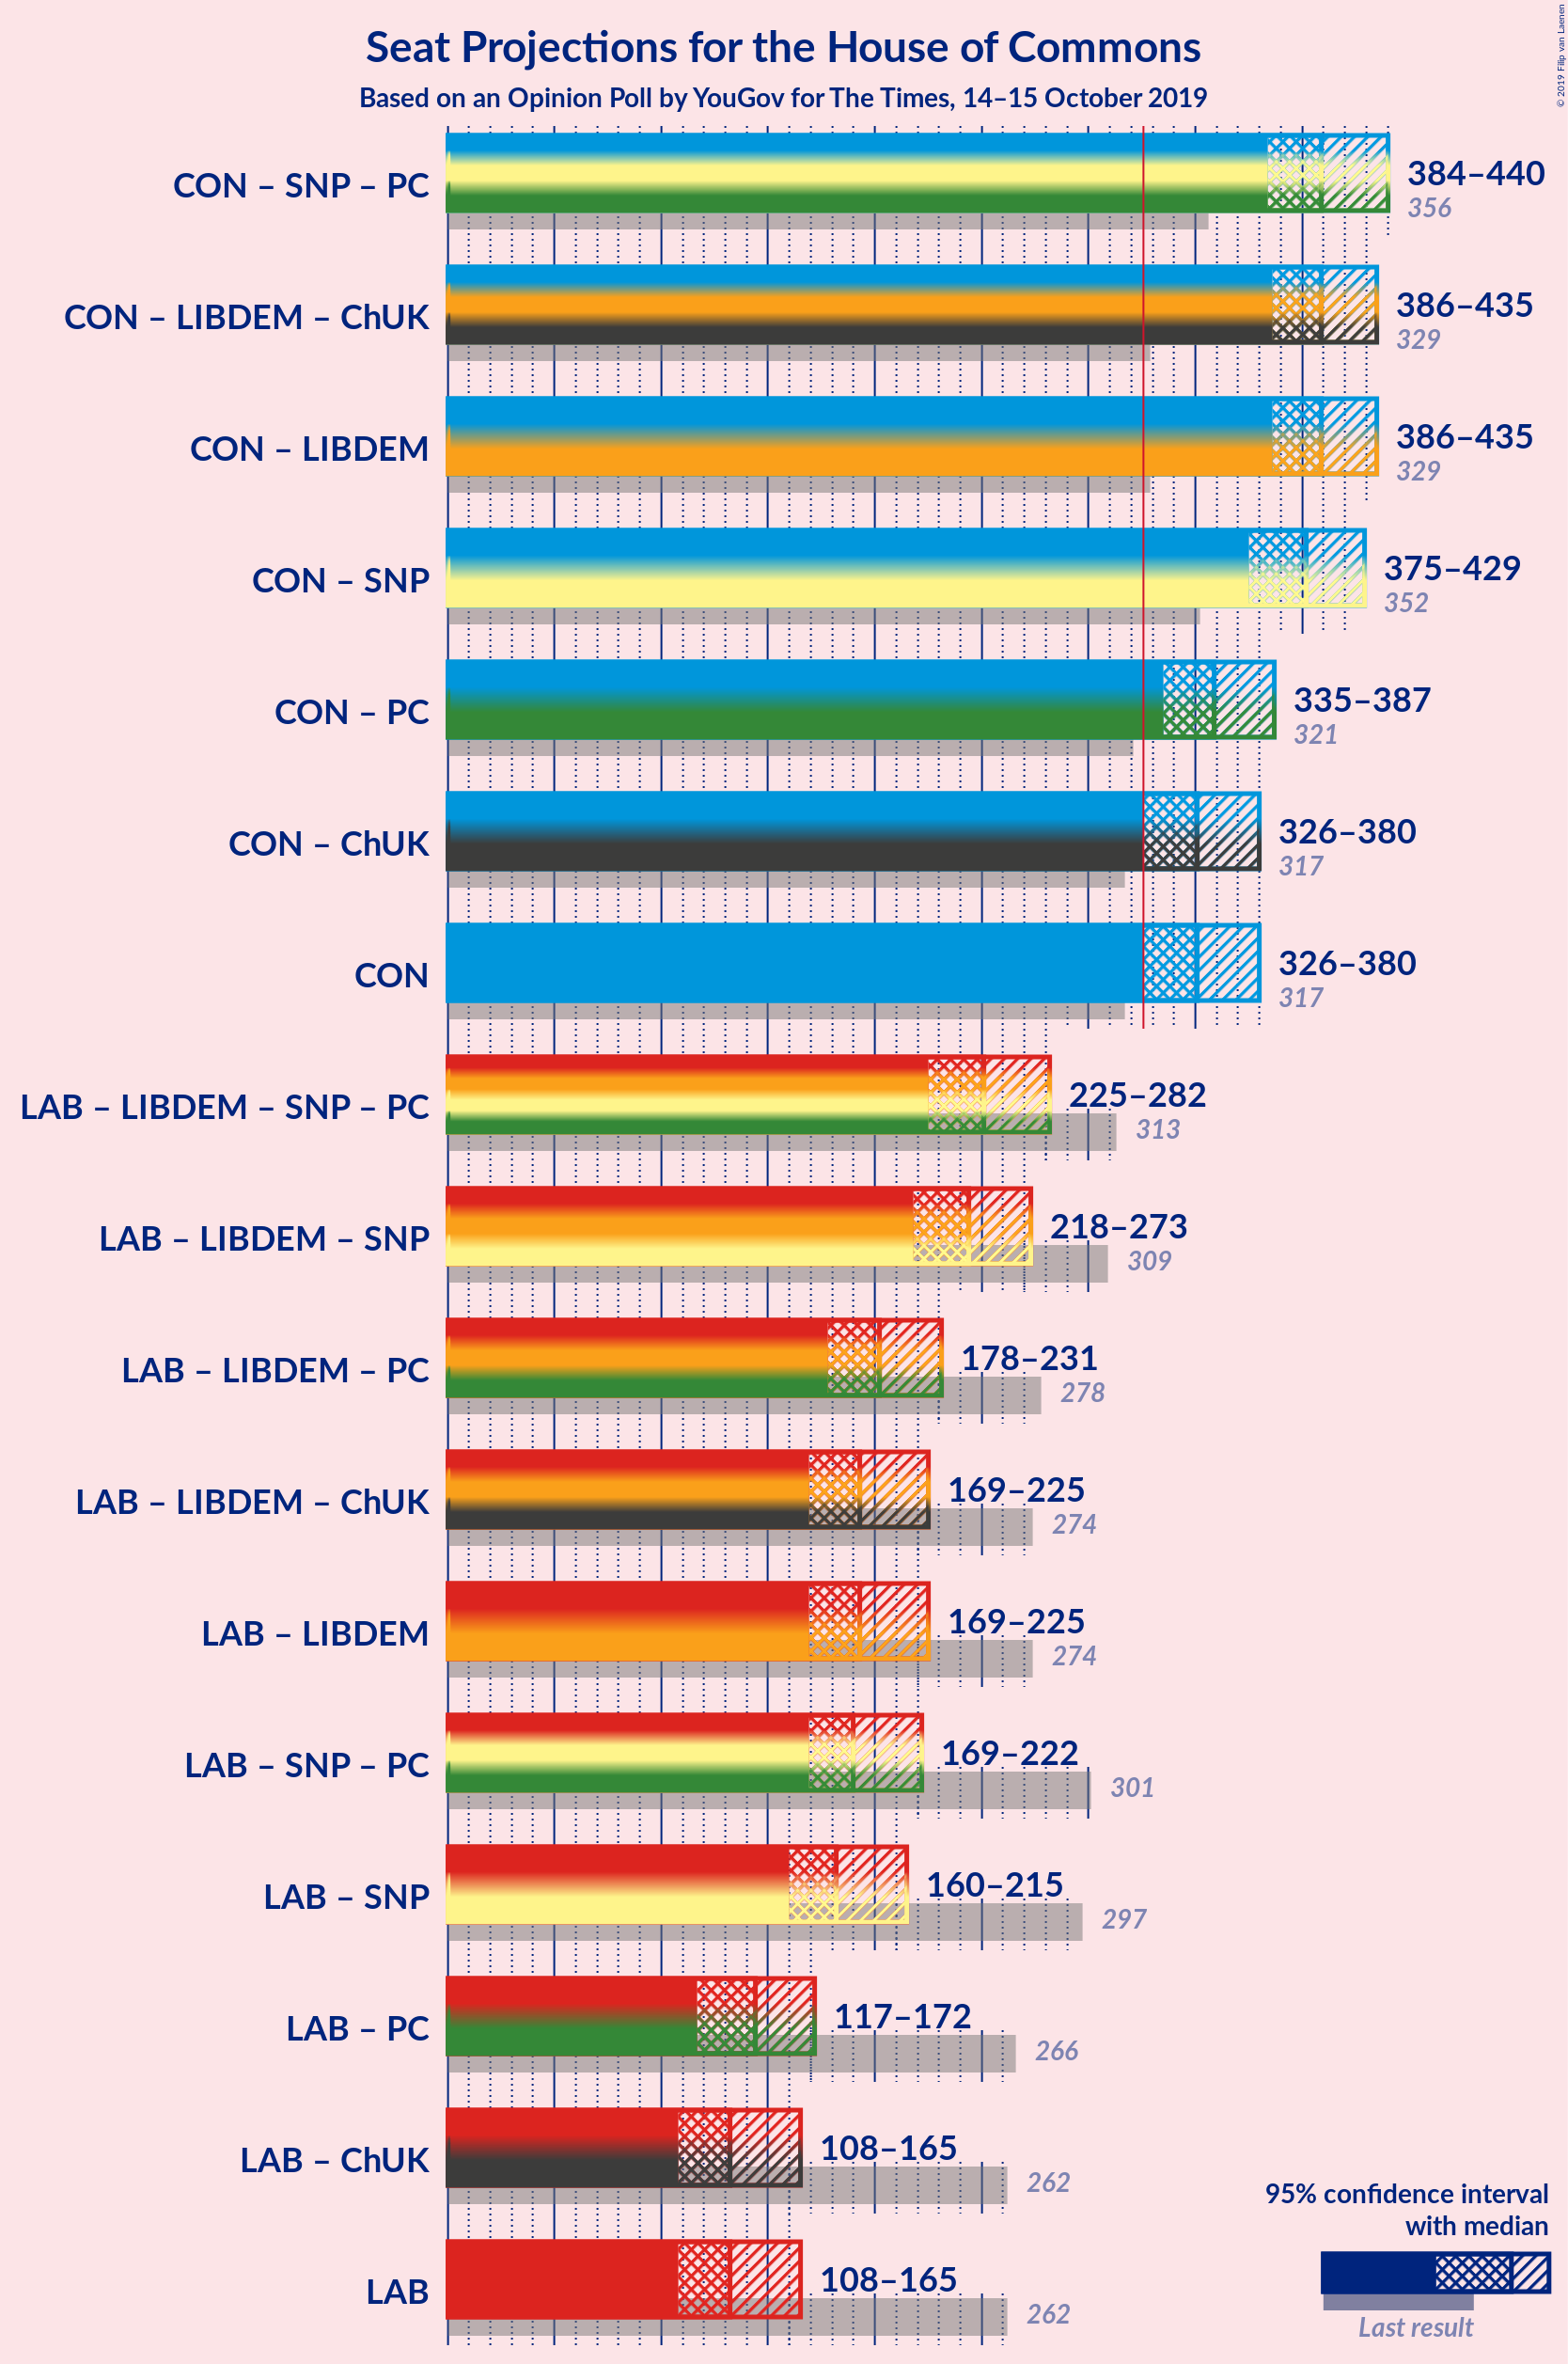 Seat Projections for the House of Commons
Based on an Opinion Poll by YouGov for The Times, 14–15 October 2019
© 2019 Filip van Laenen
CON – SNP – PC
384–440
356
CON – LIBDEM – ChUK
386–435
329
CON – LIBDEM
386–435
329
CON – SNP
375–429
352
CON – PC
335–387
321
CON – ChUK
326–380
317
CON
326–380
317
LAB – LIBDEM – SNP – PC
225–282
313
LAB – LIBDEM – SNP
218–273
309
LAB – LIBDEM – PC
178–231
278
LAB – LIBDEM – ChUK
169–225
274
LAB – LIBDEM
169–225
274
LAB – SNP – PC
169–222
301
LAB – SNP
160–215
297
LAB – PC
117–172
266
LAB – ChUK
108–165
262
LAB
108–165
262
95% confidence interval
with median
Last result